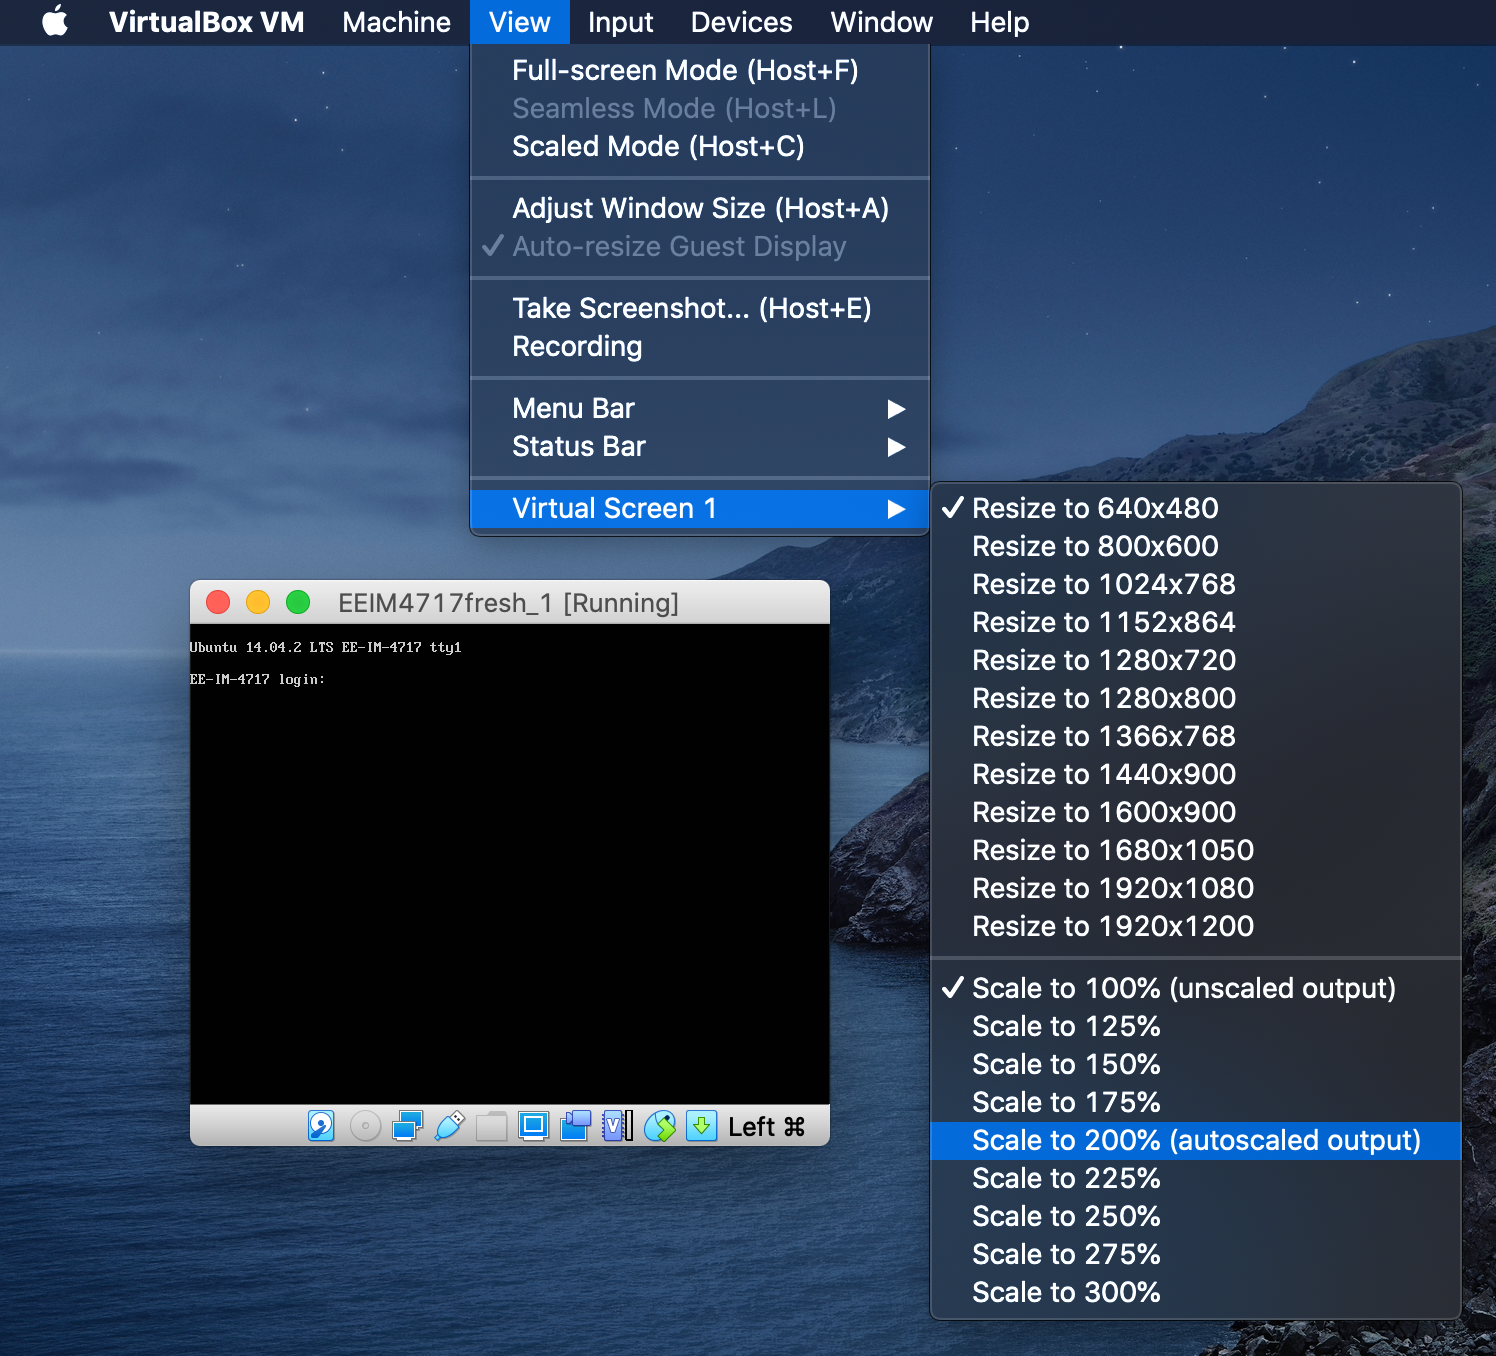 VirtualBox VM Machine View Input Devices Window Help
Full-screen Mode (Host+F)
Seamless Mode (Host+L)
Scaled Mode (Host+C)
Adjust Window Size (Host+A)
Auto-resize Guest Display
Take Screenshot... (Host+E)
Recording
Menu Bar
Status Bar
Virtual Screen 1
Resize to 640x480
Resize to 800x600
Resize to 1024x768
Resize to 1152x864
Resize to 1280x720
Resize to 1280x800
Resize to 1366x768
Resize to 1440x900
Resize to 1600x900
Resize to 1680x1050
Resize to 1920x1080
Resize to 1920x1200
Scale to 100% (unscaled output)
Scale to 125%
Scale to 150%
Scale to 175%
Scale to 200% (autoscaled output)
Scale to 225%
Scale to 250%
Scale to 275%
Scale to 300%
EEIM4717fresh_1 [Running]
Ubuntu 14.04.2 LTS EE-IM-4717 tty1
EE-IM-4717 login:
Left ⌘